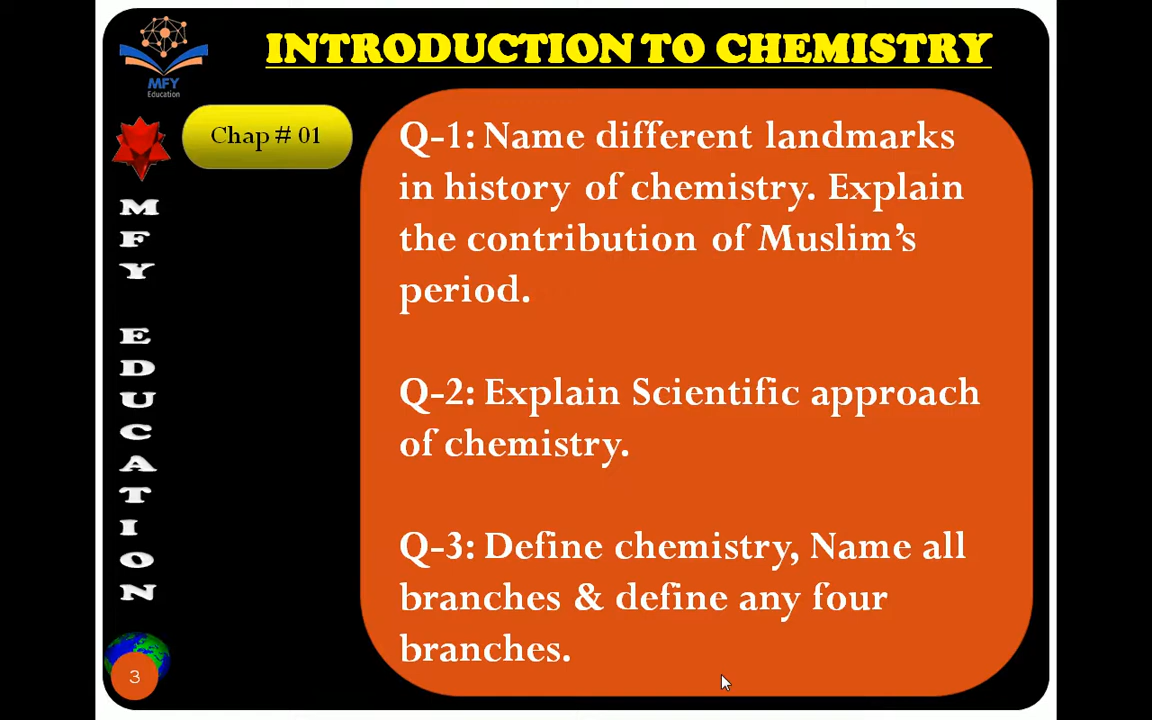 INTRODUCTION TO CHEMISTRY
MFY
Education
Chap # 01
MFY EDUCATION
Q-1: Name different landmarks
in history of chemistry. Explain
the contribution of Muslim’s
period.
Q-2: Explain Scientific approach
of chemistry.
Q-3: Define chemistry, Name all
branches & define any four
branches.
3